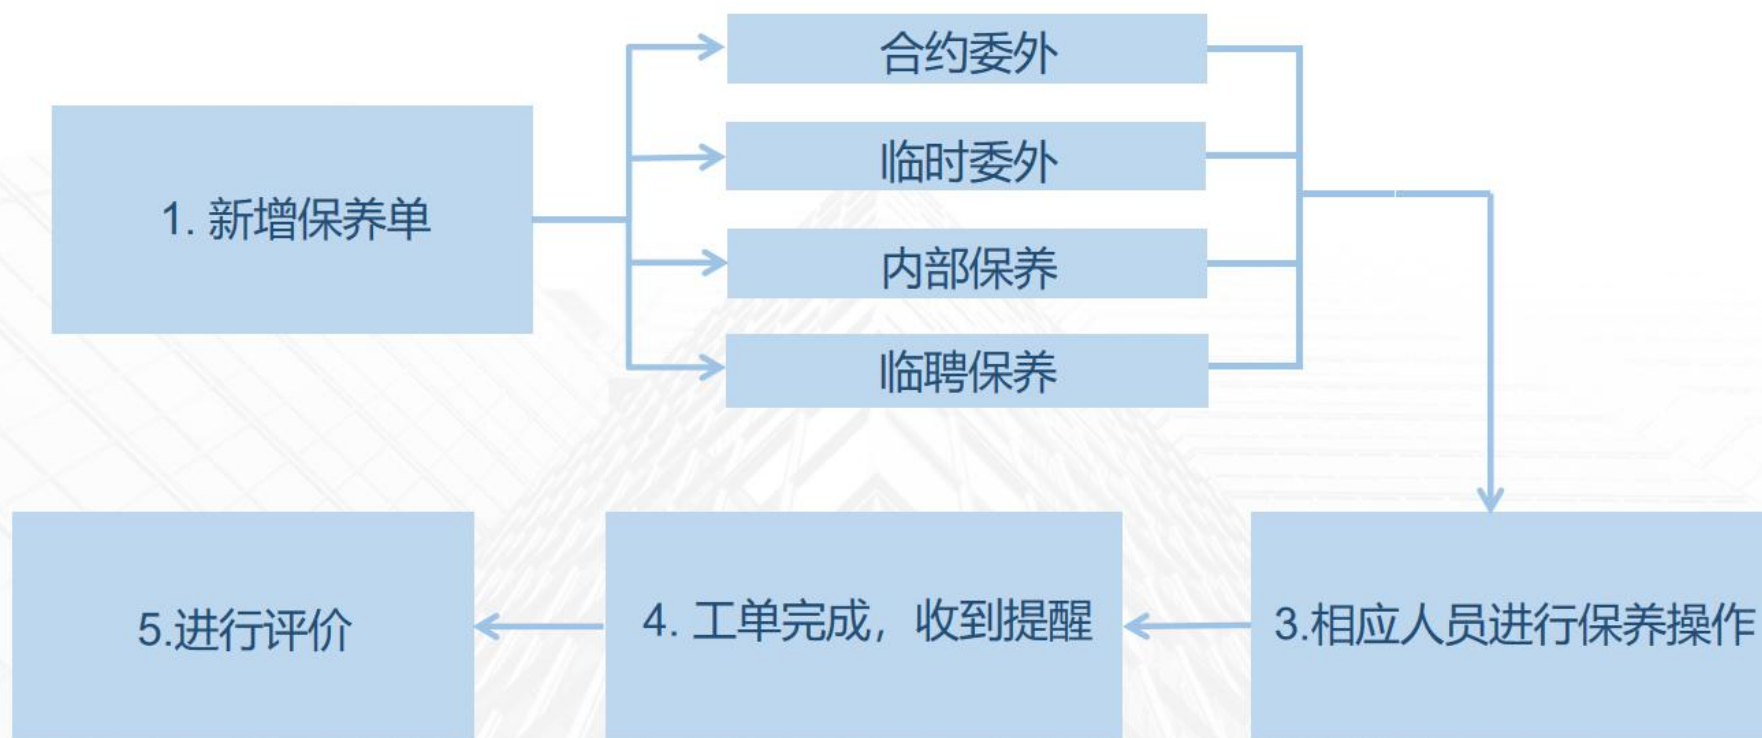 1. 新增保养单
合约委外
临时委外
内部保养
临聘保养
3.相应人员进行保养操作
4. 工单完成，收到提醒
5.进行评价